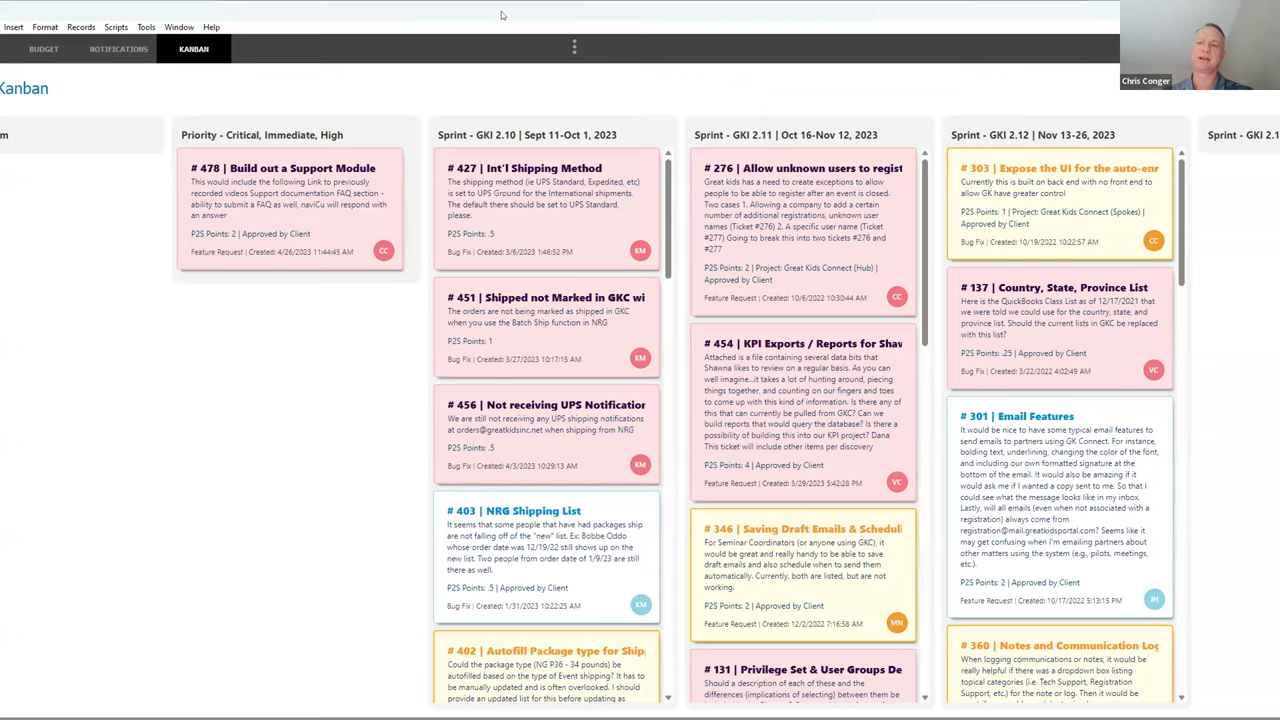 Insert Format Records Scripts Tools Window Help
BUDGET NOTIFICATIONS KANBAN
Chris Conger
Kanban
m
Priority - Critical, Immediate, High
# 478 | Build out a Support Module
This would include the following Link to previously
recorded videos Support documentation FAQ section -
ability to submit a FAQ as well, naviCu will respond with
an answer
P2S Points: 2 | Approved by Client
Feature Request | Created: 4/26/2023 11:44:45 AM
CC
Sprint - GKI 2.10 | Sept 11-Oct 1, 2023
# 427 | Int'l Shipping Method
The shipping method (ie UPS Standard, Expedited, etc)
is set to UPS Ground for the International shipments.
The default there should be set to UPS Standard,
please.
P2S Points: .5
Bug Fix | Created: 3/6/2023 1:46:52 PM
KM
# 451 | Shipped not Marked in GKC wi
The orders are not being marked as shipped in GKC
when you use the Batch Ship function in NRG
P2S Points: 1
Bug Fix | Created: 3/27/2023 10:17:15 AM
KM
# 456 | Not receiving UPS Notification
We are still not receiving any UPS shipping notifications
at orders@greatkidsinc.net when shipping from NRG
P2S Points: .5
Bug Fix | Created: 4/3/2023 10:29:13 AM
KM
# 403 | NRG Shipping List
It seems that some people that have had packages ship
are not falling off of the "new" list. Ex: Bobbe Oddo
whose order date was 12/19/22 still shows up on the
new list. Two people from order date of 1/9/23 are still
there as well.
P2S Points: .5 | Approved by Client
Bug Fix | Created: 1/31/2023 10:22:25 AM
KM
# 402 | Autofill Package type for Ship
Could the package type (NG P36 - 34 pounds) be
autofilled based on the type of Event shipping? It has to
be manually updated and is often overlooked. I should
provide an updated list for this before updating as
Sprint - GKI 2.11 | Oct 16-Nov 12, 2023
# 276 | Allow unknown users to regist
Great kids has a need to create exceptions to allow
people to be able to register after an event is closed.
Two cases 1. Allowing a company to add a certain
number of additional registrations, unknown user
names (Ticket #276) 2. A specific user name (Ticket
#277) Going to break this into two tickets #276 and
#277
P2S Points: 2 | Project: Great Kids Connect (Hub) |
Approved by Client
Feature Request | Created: 10/6/2022 10:30:44 AM
CC
# 454 | KPI Exports / Reports for Shaw
Attached is a file containing several data bits that
Shawna likes to review on a regular basis. As you can
well imagine...it takes a lot of hunting around, piecing
things together, and counting on our fingers and toes
to come up with this kind of information. Is there any of
this that can currently be pulled from GKC? Can we
build reports that would query the database? Is there a
possibility of building this into our KPI project? Dana
This ticket will include other items per discovery
P2S Points: 4 | Approved by Client
Feature Request | Created: 3/29/2023 5:42:28 PM
VC
# 346 | Saving Draft Emails & Scheduli
For Seminar Coordinators (or anyone using GKC), it
would be great and really handy to be able to save
draft emails and also schedule when to send them
automatically. Currently, both are listed, but are not
working.
P2S Points: 2 | Approved by Client
Feature Request | Created: 12/2/2022 7:16:58 AM
MN
# 131 | Privilege Set & User Groups De
Should a description of each of these and the
differences (implications of selecting) between them be
Sprint - GKI 2.12 | Nov 13-26, 2023
# 303 | Expose the UI for the auto-enr
Currently this is built on back end with no front end to
allow GK have greater control
P2S Points: 1 | Project: Great Kids Connect (Spokes) |
Approved by Client
Bug Fix | Created: 10/19/2022 10:22:57 AM
CC
# 137 | Country, State, Province List
Here is the QuickBooks Class List as of 12/17/2021 that
we were told we could use for the country, state, and
province list. Should the current lists in GKC be replaced
with this list?
P2S Points: .25 | Approved by Client
Bug Fix | Created: 3/22/2022 4:02:49 AM
VC
# 301 | Email Features
It would be nice to have some typical email features to
send emails to partners using GK Connect. For instance,
bolding text, underlining, changing the color of the font,
and including our own formatted signature at the
bottom of the email. It would also be amazing if it
would ask me if I wanted a copy sent to me. So that I
could see what the message looks like in my inbox.
Lastly, will all emails (even when not associated with a
registration) always come from
registration@mail.greatkidsportal.com? Seems like it
may get confusing when I'm emailing partners about
other matters using the system (e.g., pilots, meetings,
etc.).
P2S Points: 2 | Approved by Client
Feature Request | Created: 10/17/2022 5:13:15 PM
JH
# 360 | Notes and Communication Log
When logging communications or notes, it would be
really helpful if there was a dropdown box listing
topical categories (i.e. Tech Support, Registration
Support, etc.) for the note or log. Then it would be
Sprint - GKI 2.1